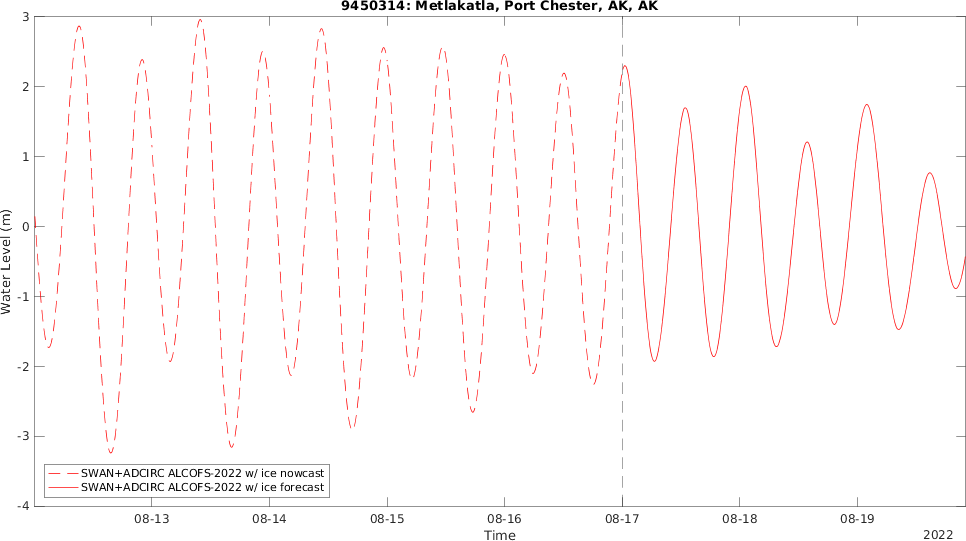 9450314: Metlakatla, Port Chester, AK, AK
3
2
1
0
-1
-2
-3
-4
Water Level (m)
SWAN+ADCIRC ALCOFS-2022 w/ ice nowcast
SWAN+ADCIRC ALCOFS-2022 w/ ice forecast
08-13 08-14 08-15 08-16 08-17 08-18 08-19
Time
2022